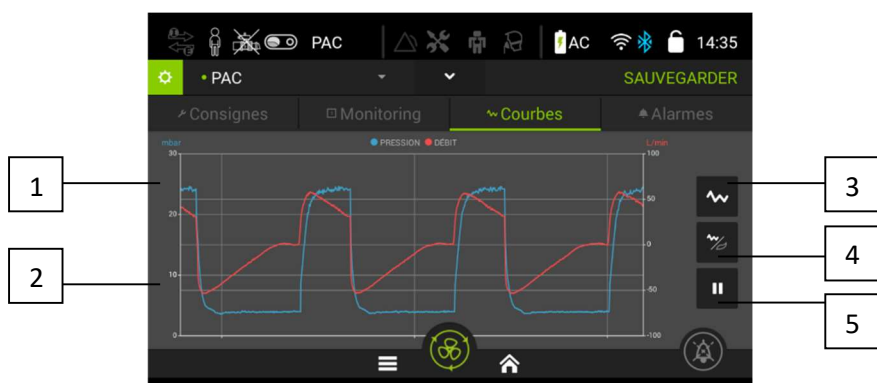 PAC AC 14:35
• PAC SAUVEGARDER
Consignes Monitoring Courbes Alarmes
mbar PRESSION DÉBIT L/min
30 100
1 3
20 50
0
4
2 10 -50
5
0 -100